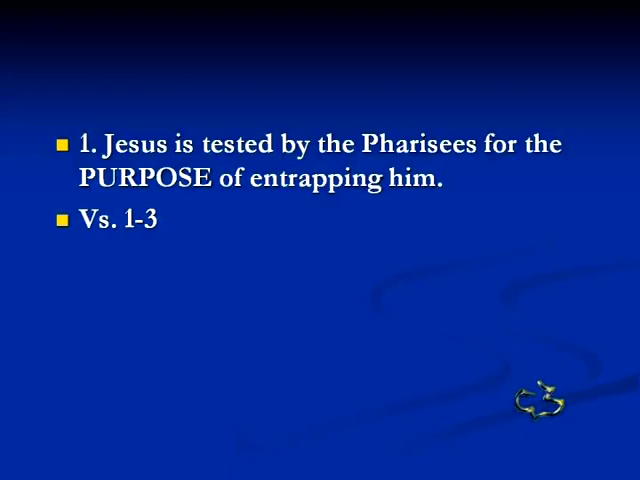 1. Jesus is tested by the Pharisees for the
PURPOSE of entrapping him.
Vs. 1-3